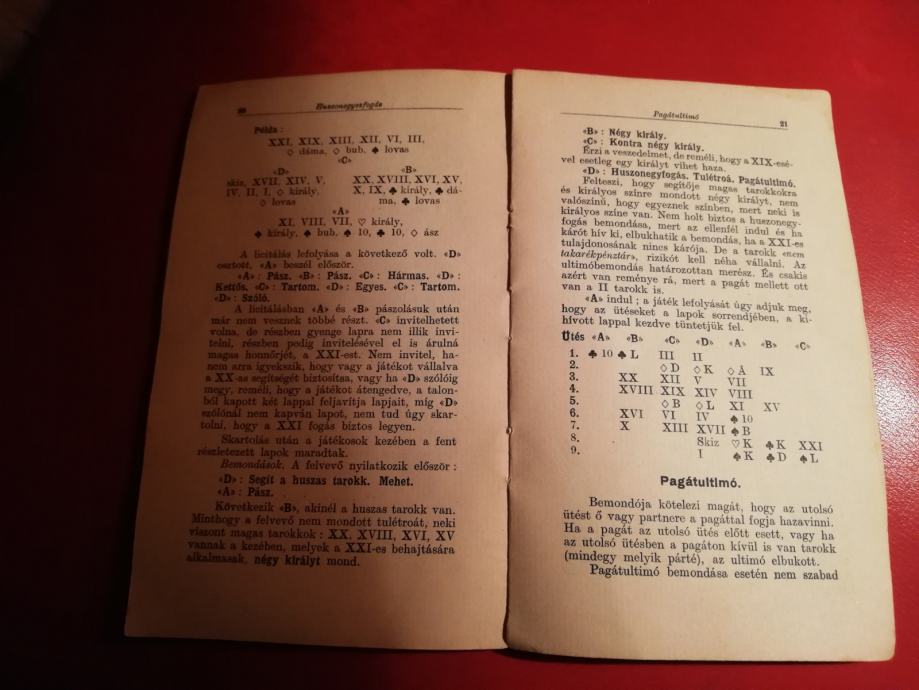 20
Huszonegyesfogás
Példa :
XXI, XIX, XIII, XII, VI, III,
♢ dáma, ♢ bub, ♠ lovas
«C»
«D»
skiz, XVII, XIV, V,
IV, II, I, ♢ király,
♢ lovas
«B»
XX, XVIII, XVI, XV,
X, IX, ♣ király, ♣ dá-
ma, ♣ lovas
«A»
XI, VIII, VII, ♡ király,
♠ király, ♠ bub, ♠ 10, ♣ 10, ♢ ász
A licitálás lefolyása a következő volt. «D»
osztott, «A» beszél először.
«A» : Pász. «B» : Pász. «C» : Hármas. «D» :
Kettős. «C» : Tartom. «D» : Egyes. «C» : Tartom.
«D» : Szóló.
A licitálásban «A» és «B» pászolásuk után
már nem vesznek többé részt. «C» invitelhetett
volna, de részben gyenge lapra nem illik invi-
telni, részben pedig invitelésével el is árulná
magas honnőrjét, a XXI-est. Nem invitel, ha-
nem arra igyekszik, hogy vagy a játékot vállalva
a XX-as segítségét biztosítsa, vagy ha «D» szólóig
megy, reméli, hogy a játékot átengedve, a talon-
ból kapott két lappal feljavítja lapjait, míg «D»
szólónál nem kapván lapot, nem tud úgy skar-
tolni, hogy a XXI fogás biztos legyen.
Skartolás után a játékosok kezében a fent
részletezett lapok maradtak.
Bemondások. A felvevő nyilatkozik először :
«D» : Segít a huszas tarokk. Mehet.
«A» : Pász.
Következik «B», akinél a huszas tarokk van.
Minthogy a felvevő nem mondott tulétroát, neki
viszont magas tarokkok : XX, XVIII, XVI, XV
vannak a kezében, melyek a XXI-es behajtására
alkalmasak, négy királyt mond.
Pagátultimó
21
«B» : Négy király.
«C» : Kontra négy király.
Érzi a veszedelmet, de reméli, hogy a XIX-esé-
vel esetleg egy királyt vihet haza.
«D» : Huszonegyfogás. Tulétroá. Pagátultimó.
Felteszi, hogy segítője magas tarokkokra
és királyos színre mondott négy királyt, nem
valószínű, hogy egyeznek színben, mert neki is
királyos színe van. Nem holt biztos a huszonegy-
fogás bemondása, mert az ellenfél indul és ha
kárót hív ki, elbukhatik a bemondás, ha a XXI-es
tulajdonosának nincs kárója. De a tarokk «nem
takarékpénztár», rizikót kell néha vállalni. Az
ultimóbemondás határozottan merész. És csakis
azért van reménye rá, mert a pagát mellett ott
van a II tarokk is.
«A» indul ; a játék lefolyását úgy adjuk meg,
hogy az ütéseket a lapok sorrendjében, a ki-
hívott lappal kezdve tüntetjük fel.
Ütés «A» «B» «C» «D» «A» «B» «C»
1. ♣ 10 ♣ L III II
2. ♢ D ♢ K ♢ A IX
3. XX XII V VII
4. XVIII XIX XIV VIII
5. ♢ B ♢ L XI XV
6. XVI VI IV ♠ 10
7. X XIII XVII ♠ B
8. Skiz ♡ K ♣ K XXI
9. I ♠ K ♣ D ♠ L
Pagátultimó.
Bemondója kötelezi magát, hogy az utolsó
ütést ő vagy partnere a pagáttal fogja hazavinni.
Ha a pagát az utolsó ütés előtt esett, vagy ha
az utolsó ütésben a pagáton kívül is van tarokk
(mindegy melyik párté), az ultimo elbukott.
Pagátultimó bemondása esetén nem szabad